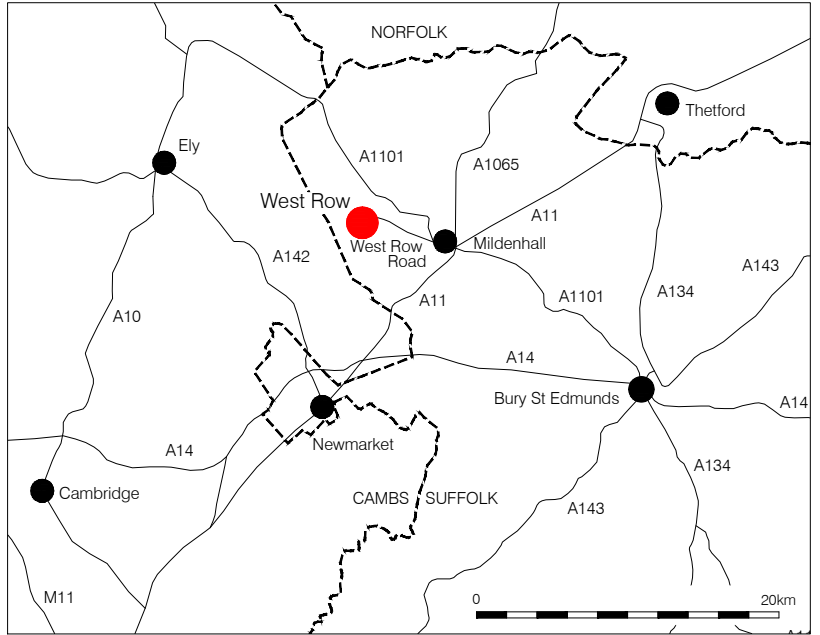 NORFOLK
Thetford
Ely
A1101
A1065
West Row
A11
West Row
Road
Mildenhall
A142
A143
A134
A11
A1101
A10
A14
Bury St Edmunds
A14
Newmarket
A14
A134
Cambridge
CAMBS
SUFFOLK
A143
M11
0
20km